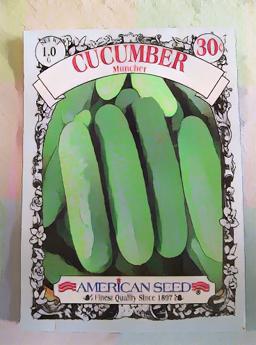 1.0
G
CUCUMBER
Muncher
30¢
AMERICAN SEED®
Finest Quality Since 1897